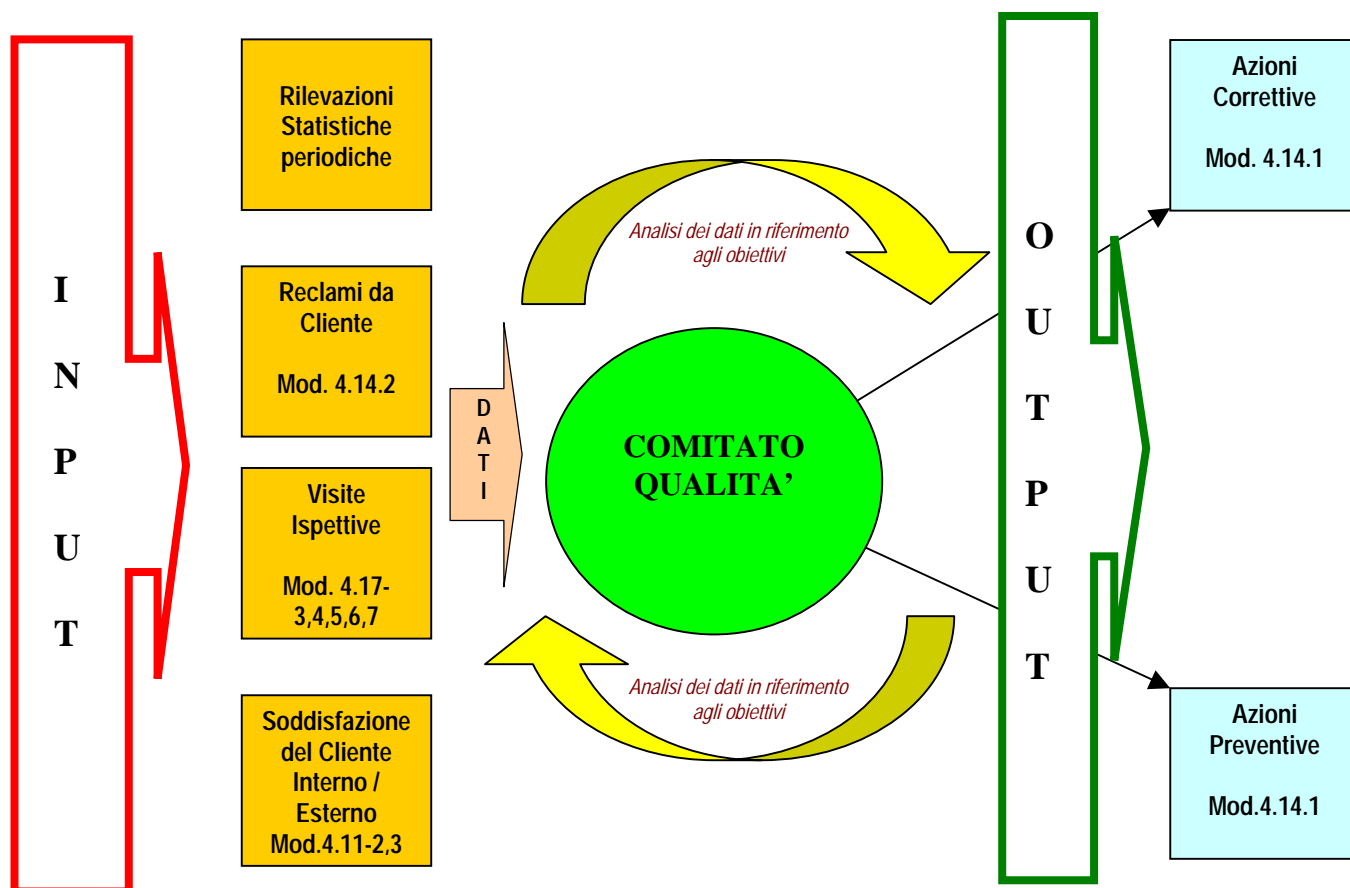 INPUT
Rilevazioni
Statistiche
periodiche
Reclami da
Cliente
Mod. 4.14.2
Visite
Ispettive
Mod. 4.17-
3,4,5,6,7
Soddisfazione
del Cliente
Interno /
Esterno
Mod.4.11-2,3
DATI
Analisi dei dati in riferimento
agli obiettivi
COMITATO
QUALITA’
Analisi dei dati in riferimento
agli obiettivi
OUTPUT
Azioni
Correttive
Mod. 4.14.1
Azioni
Preventive
Mod.4.14.1